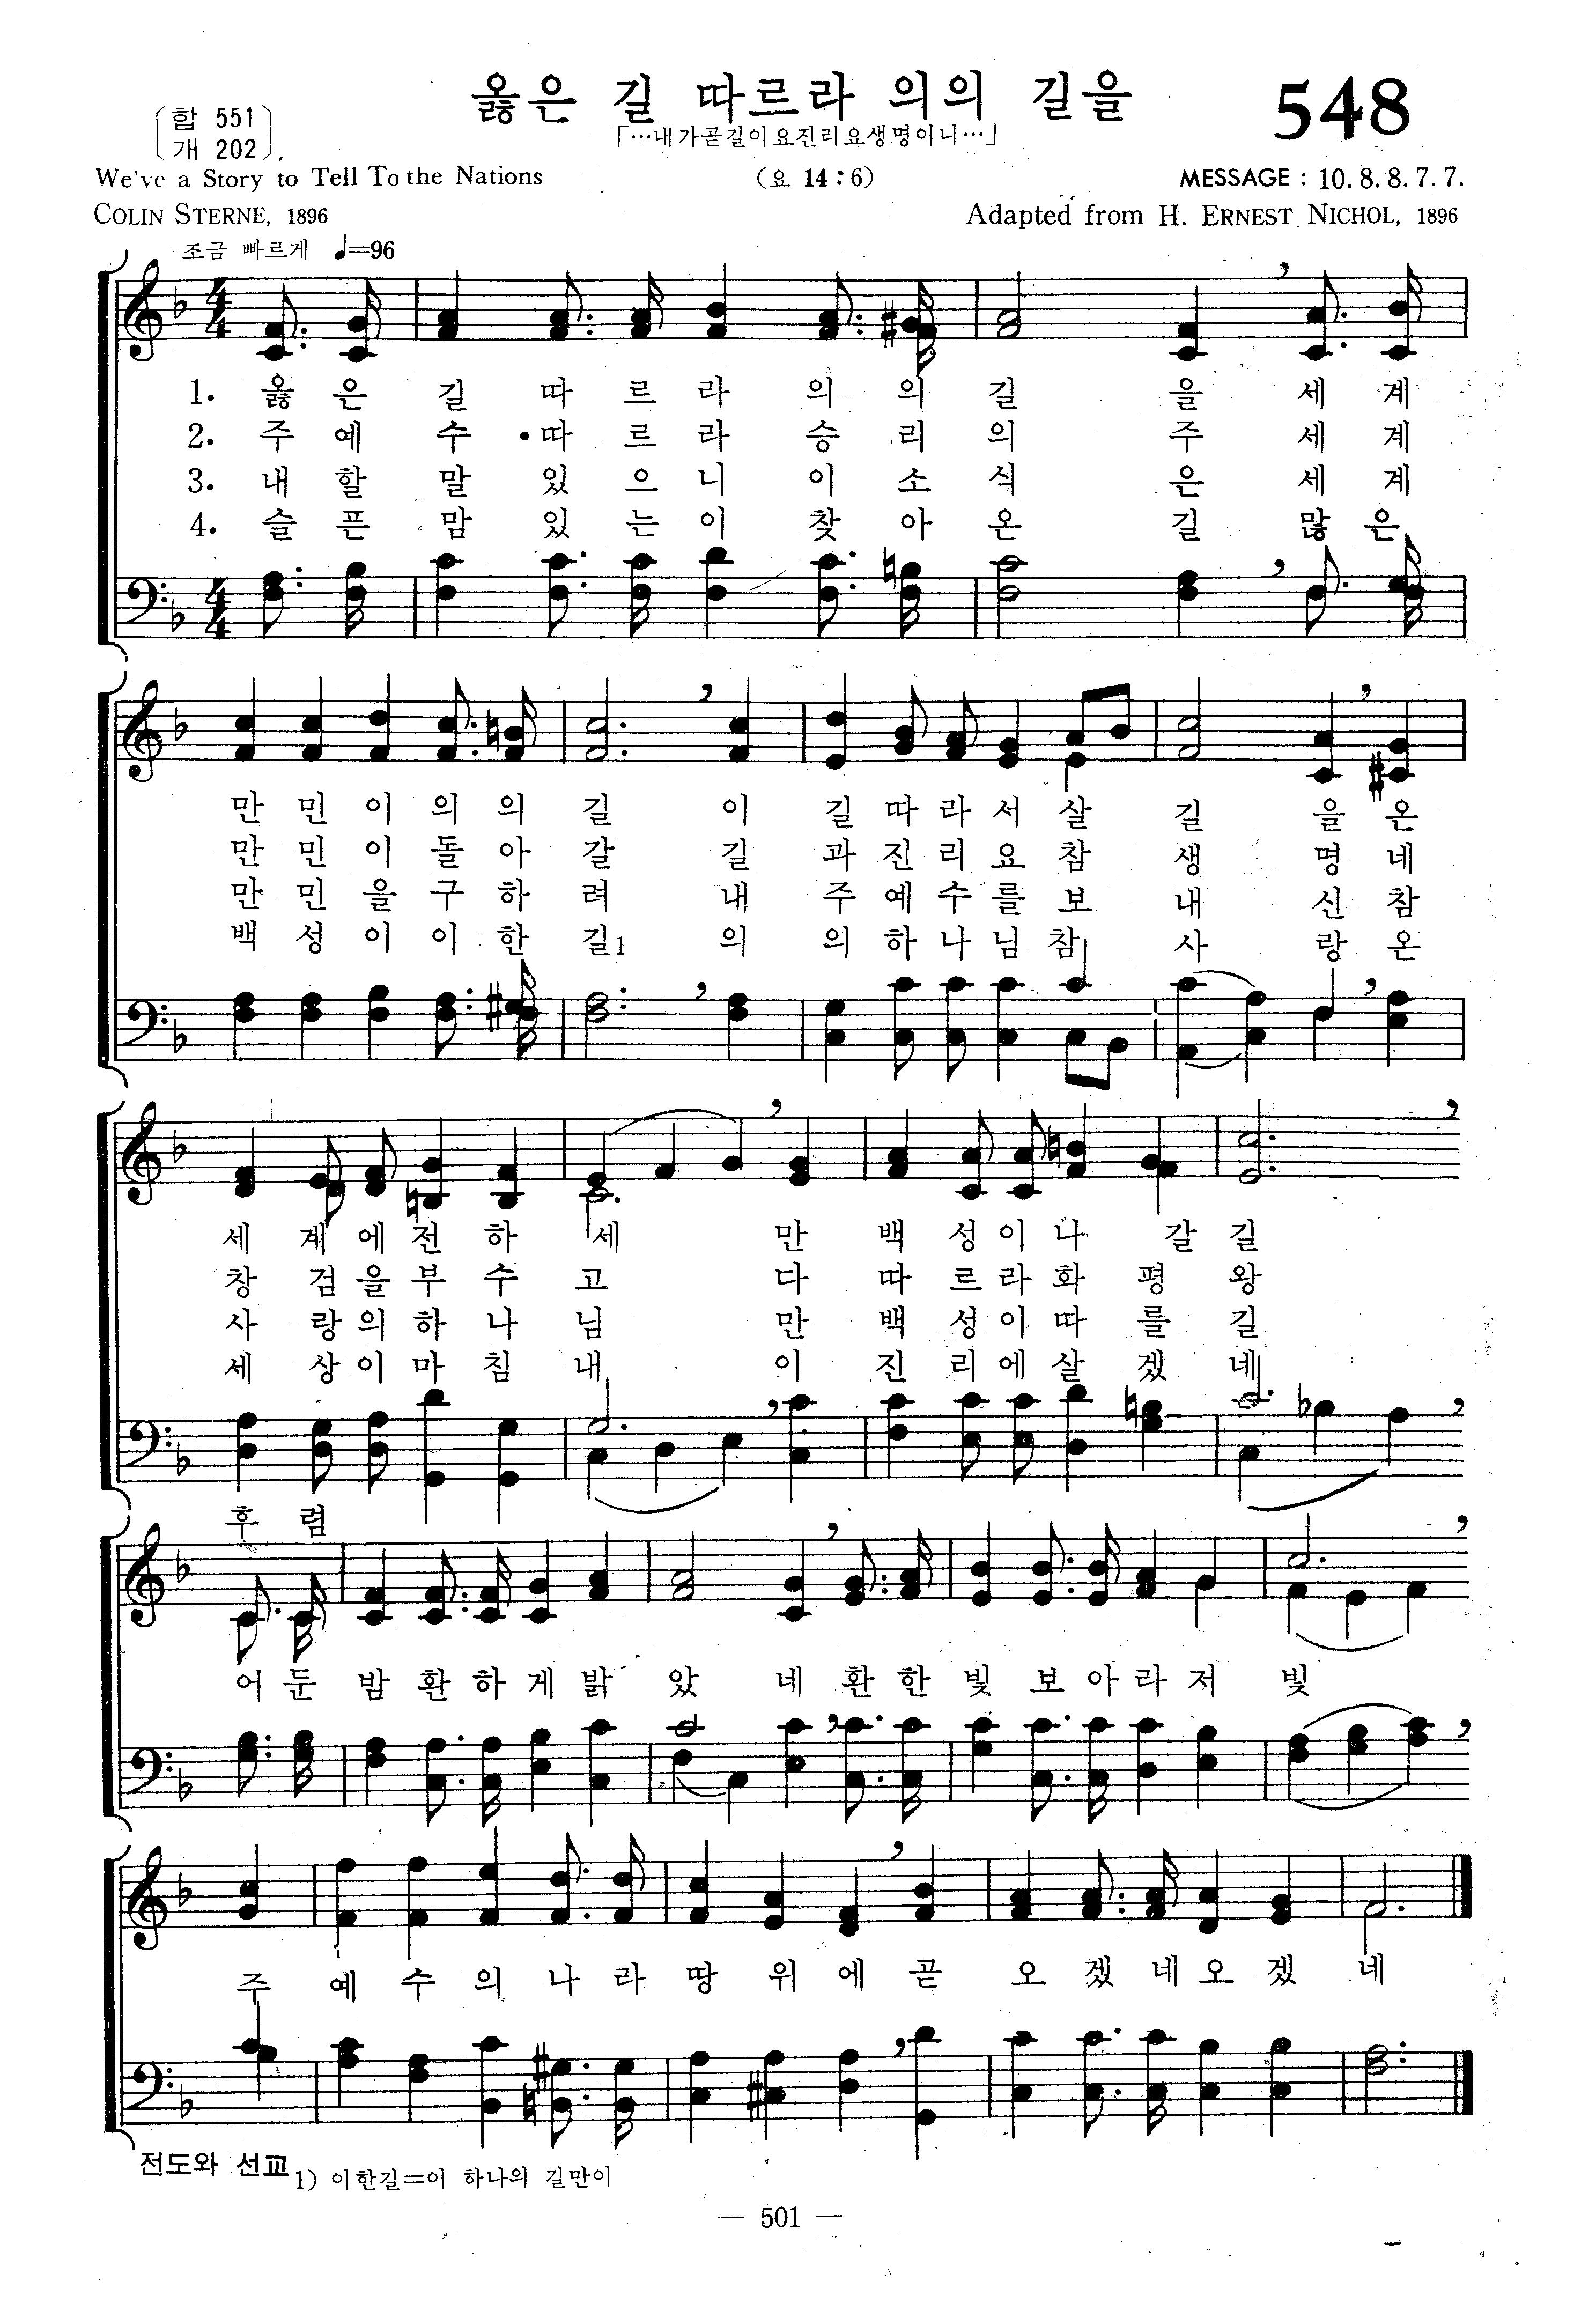 옳은 길 따르라 의의 길을
548
합 551
개 202
「…내가곧길이요진리요생명이니…」
We've a Story to Tell To the Nations
(요 14:6)
MESSAGE : 10. 8. 8. 7. 7.
COLIN STERNE, 1896
Adapted from H. ERNEST NICHOL, 1896
조금 빠르게 ♩=96
1. 옳 은 길 따 르 라 의 의 길 을 세 계
2. 주 예 수 따 르 라 승 리 의 주 세 계
3. 내 할 말 있 으 니 이 소 식 은 세 계
4. 슬 픈 맘 있 는 이 찾 아 온 길 많 은
만 민 이 의 의 길 이 길 따 라 서 살 길 을 온
만 민 이 돌 아 갈 길 과 진 리 요 참 생 명 네
만 민 을 구 하 려 내 주 예 수 를 보 내 신 참
백 성 이 이 한 길1 의 의 하 나 님 참 사 랑 온
세 계 에 전 하 세 만 백 성 이 나 갈 길
창 검 을 부 수 고 다 따 르 라 화 평 왕
사 랑 의 하 나 님 만 백 성 이 따 를 길
세 상 이 마 침 내 이 진 리 에 살 겠 네
후 렴
어 둔 밤 환 하 게 밝 았 네 환 한 빛 보 아 라 저 빛
주 예 수 의 나 라 땅 위 에 곧 오 겠 네 오 겠 네
전도와 선교
1) 이한길=이 하나의 길만이
— 501 —